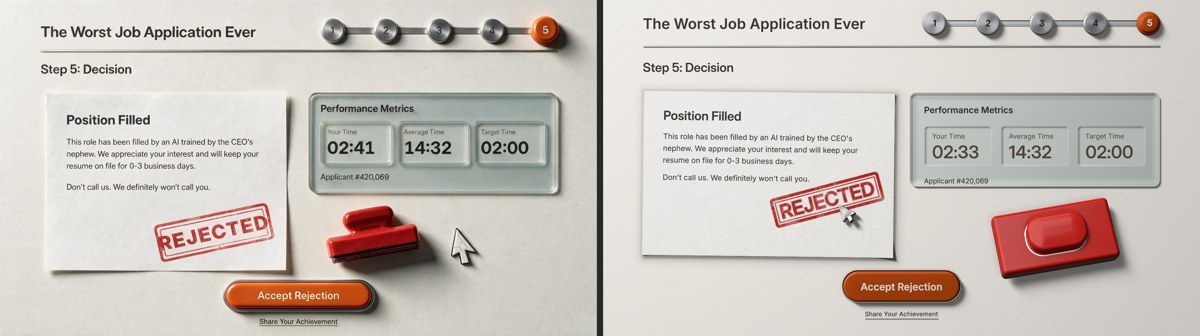 The Worst Job Application Ever
1 2 3 4 5
Step 5: Decision
Position Filled
This role has been filled by an AI trained by the CEO's
nephew. We appreciate your interest and will keep your
resume on file for 0-3 business days.
Don't call us. We definitely won't call you.
REJECTED
Performance Metrics
Your Time
02:41
Average Time
14:32
Target Time
02:00
Applicant #420,069
Accept Rejection
Share Your Achievement
The Worst Job Application Ever
1 2 3 4 5
Step 5: Decision
Position Filled
This role has been filled by an AI trained by the CEO's
nephew. We appreciate your interest and will keep your
resume on file for 0-3 business days.
Don't call us. We definitely won't call you.
REJECTED
Performance Metrics
Your Time
02:33
Average Time
14:32
Target Time
02:00
Applicant #420,069
Accept Rejection
Share Your Achievement